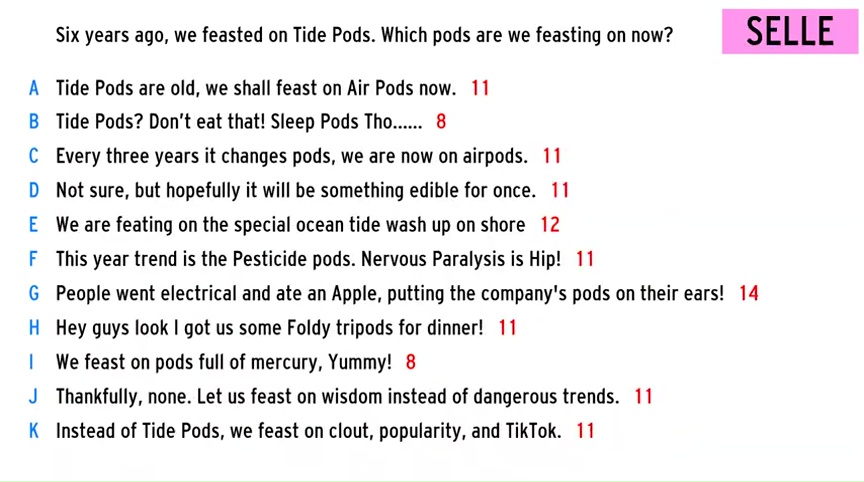 Six years ago, we feasted on Tide Pods. Which pods are we feasting on now?
SELLE
A Tide Pods are old, we shall feast on Air Pods now. 11
B Tide Pods? Don't eat that! Sleep Pods Tho...... 8
C Every three years it changes pods, we are now on airpods. 11
D Not sure, but hopefully it will be something edible for once. 11
E We are feating on the special ocean tide wash up on shore 12
F This year trend is the Pesticide pods. Nervous Paralysis is Hip! 11
G People went electrical and ate an Apple, putting the company's pods on their ears! 14
H Hey guys look I got us some Foldy tripods for dinner! 11
I We feast on pods full of mercury, Yummy! 8
J Thankfully, none. Let us feast on wisdom instead of dangerous trends. 11
K Instead of Tide Pods, we feast on clout, popularity, and TikTok. 11